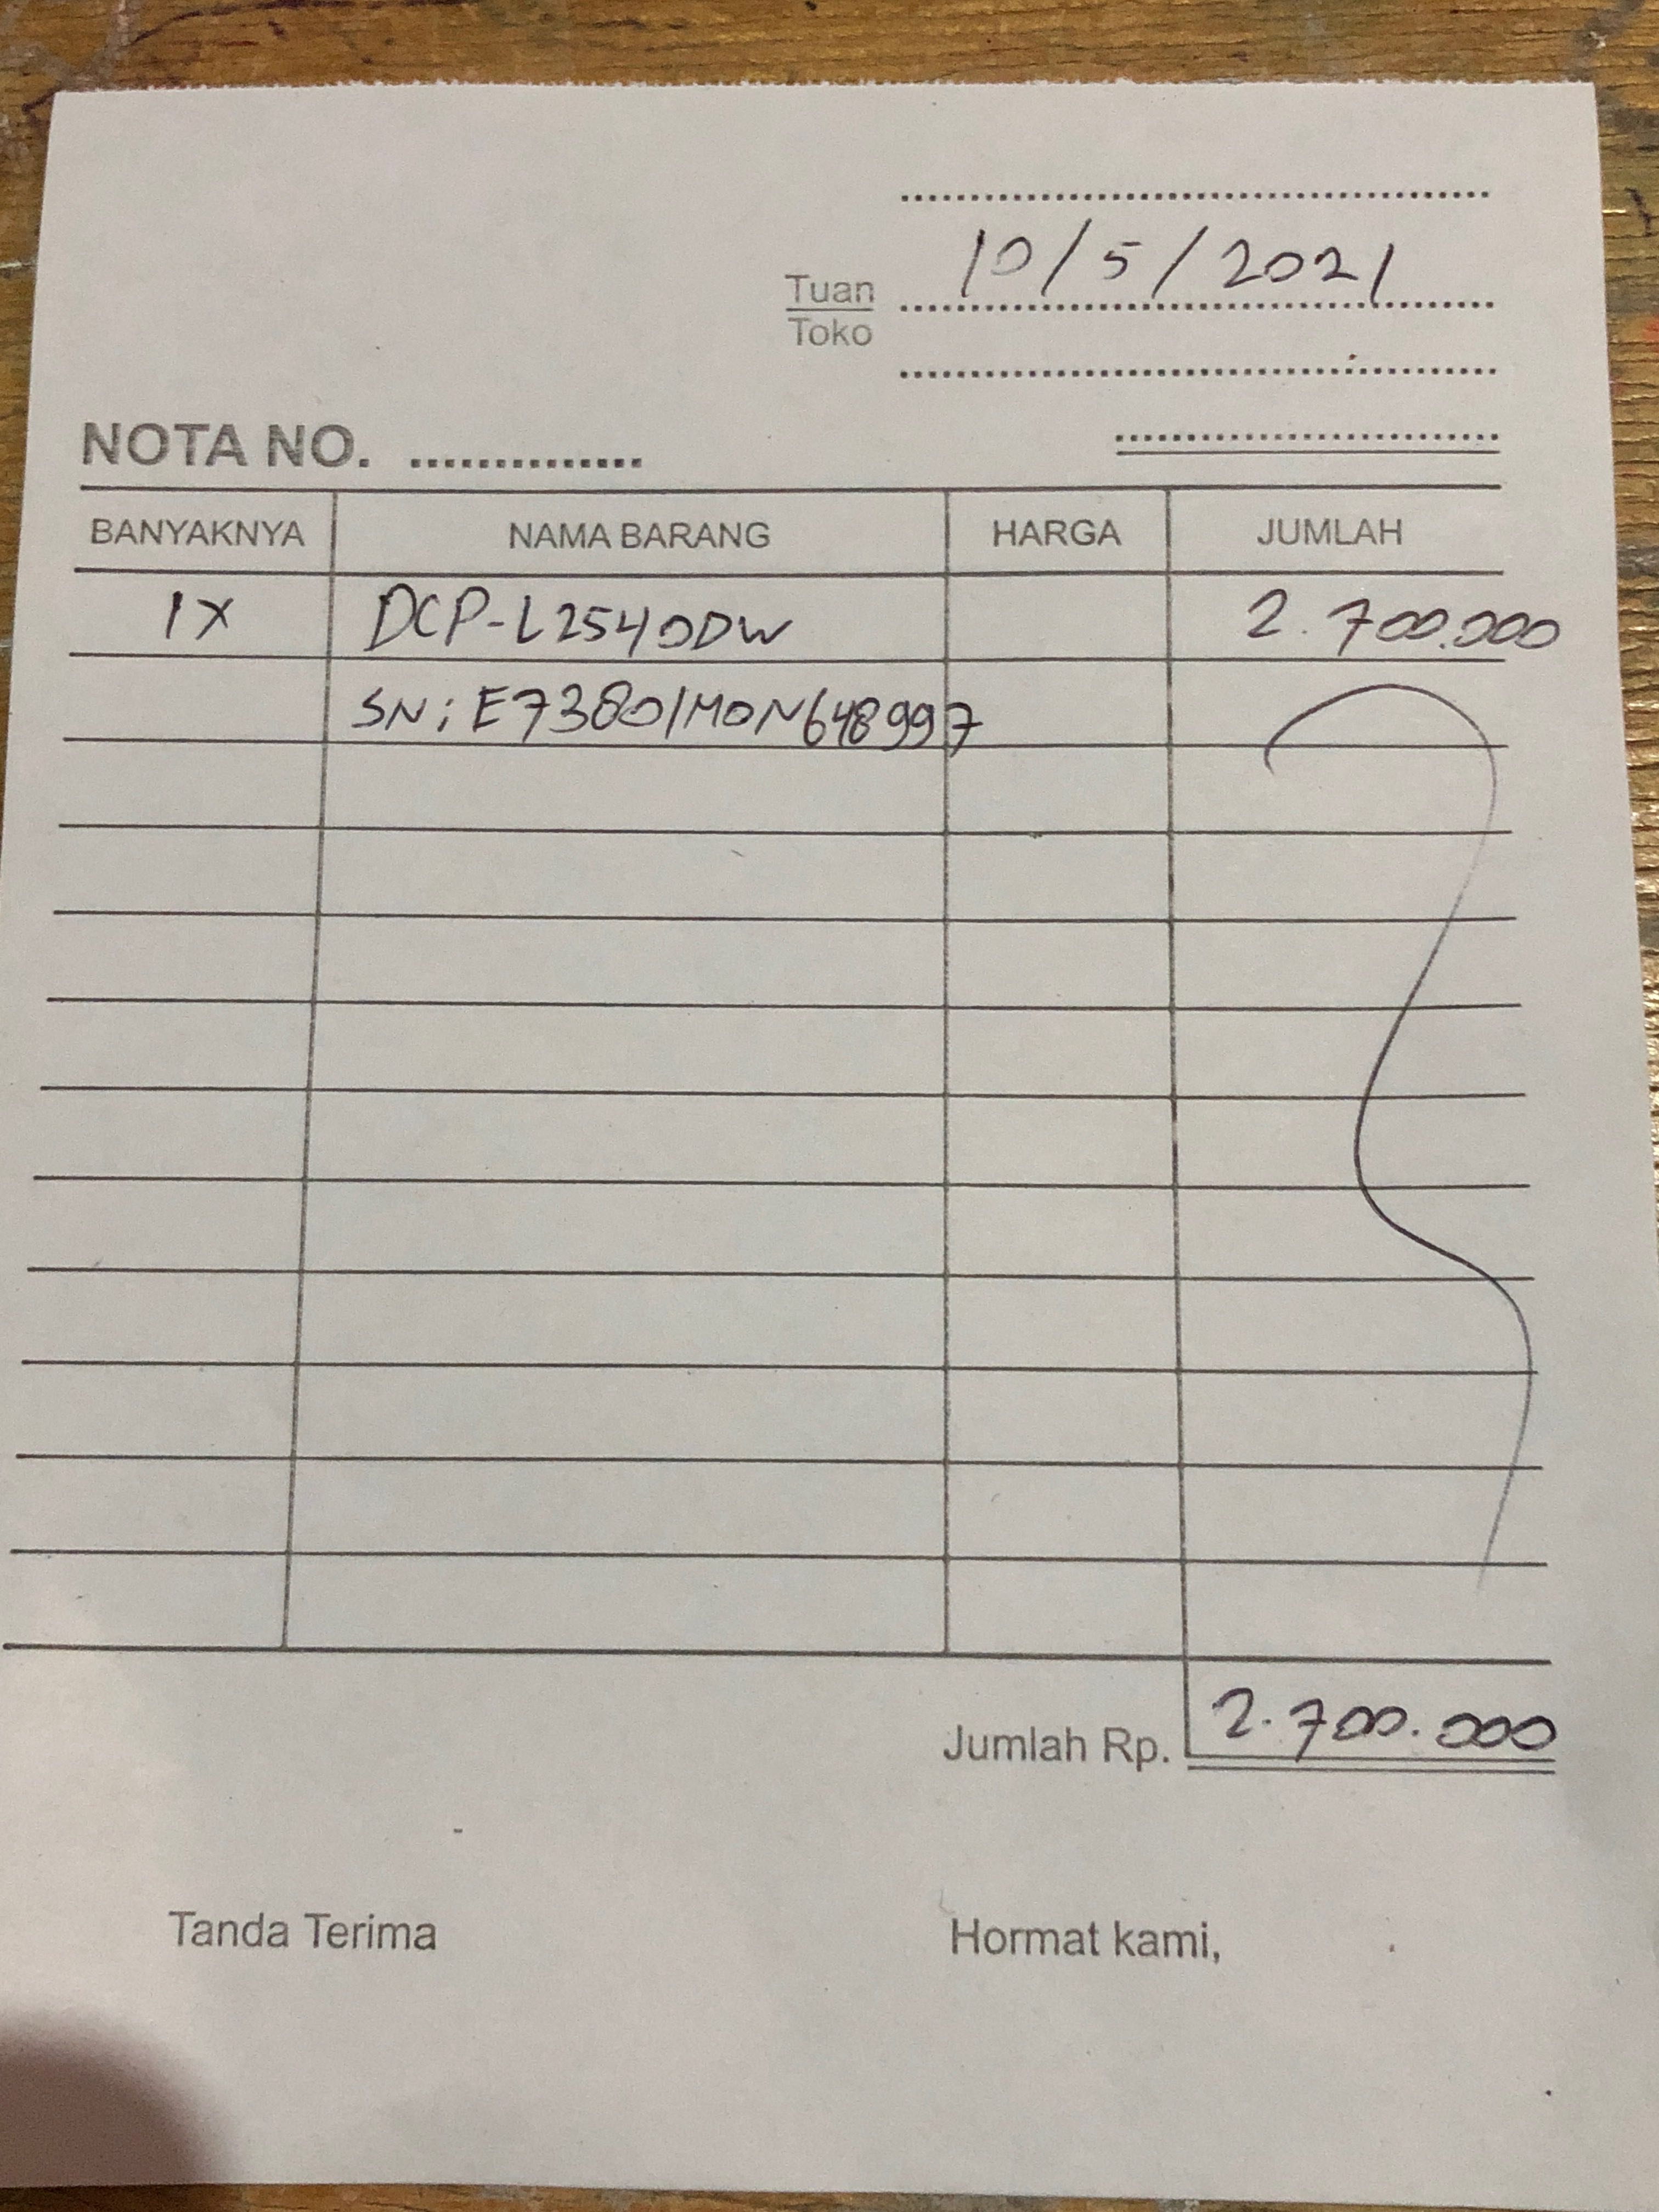 10/5/2021
Tuan
Toko
NOTA NO. ..............
BANYAKNYA NAMA BARANG HARGA JUMLAH
1X DCP-L2540DW 2.700.000
SN: E73801M0N648997
Jumlah Rp. 2.700.000
Tanda Terima Hormat kami,